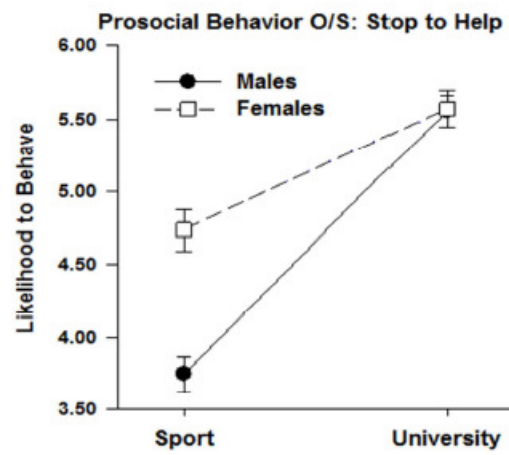 Prosocial Behavior O/S: Stop to Help
6.00
Males
Females
5.50
5.00
4.50
4.00
3.50
Likelihood to Behave
Sport University